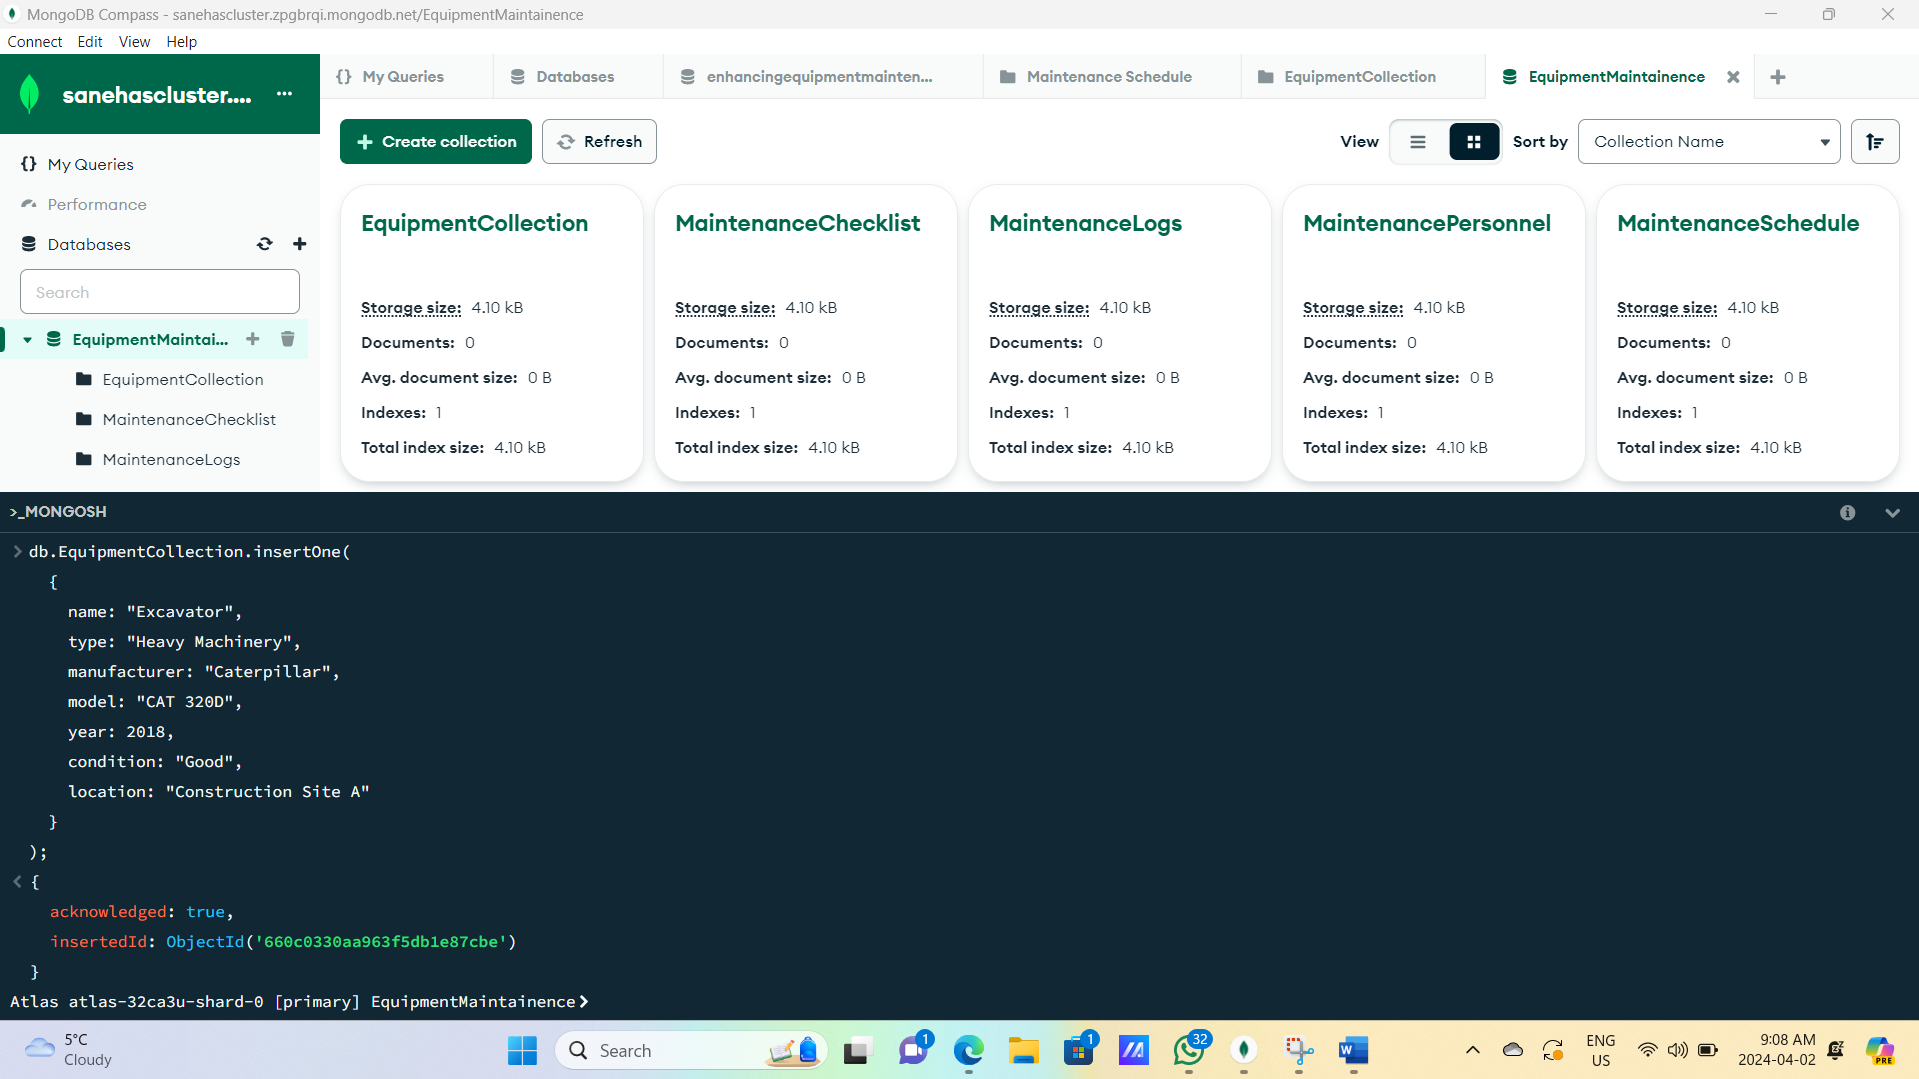 MongoDB Compass - sanehascluster.zpgbrqi.mongodb.net/EquipmentMaintainence
Connect Edit View Help
sanehascluster....
My Queries
Performance
Databases
Search
EquipmentMaintai...
EquipmentCollection
MaintenanceChecklist
MaintenanceLogs
My Queries Databases enhancingequipmentmainten... Maintenance Schedule EquipmentCollection EquipmentMaintainence
Create collection Refresh View Sort by Collection Name
EquipmentCollection
Storage size: 4.10 kB
Documents: 0
Avg. document size: 0 B
Indexes: 1
Total index size: 4.10 kB
MaintenanceChecklist
Storage size: 4.10 kB
Documents: 0
Avg. document size: 0 B
Indexes: 1
Total index size: 4.10 kB
MaintenanceLogs
Storage size: 4.10 kB
Documents: 0
Avg. document size: 0 B
Indexes: 1
Total index size: 4.10 kB
MaintenancePersonnel
Storage size: 4.10 kB
Documents: 0
Avg. document size: 0 B
Indexes: 1
Total index size: 4.10 kB
MaintenanceSchedule
Storage size: 4.10 kB
Documents: 0
Avg. document size: 0 B
Indexes: 1
Total index size: 4.10 kB
>_MONGOSH
> db.EquipmentCollection.insertOne(
{
name: "Excavator",
type: "Heavy Machinery",
manufacturer: "Caterpillar",
model: "CAT 320D",
year: 2018,
condition: "Good",
location: "Construction Site A"
}
);
< {
acknowledged: true,
insertedId: ObjectId('660c0330aa963f5db1e87cbe')
}
Atlas atlas-32ca3u-shard-0 [primary] EquipmentMaintainence>
5°C
Cloudy
Search
1
1
32
W
ENG
US
9:08 AM
2024-04-02
PRE